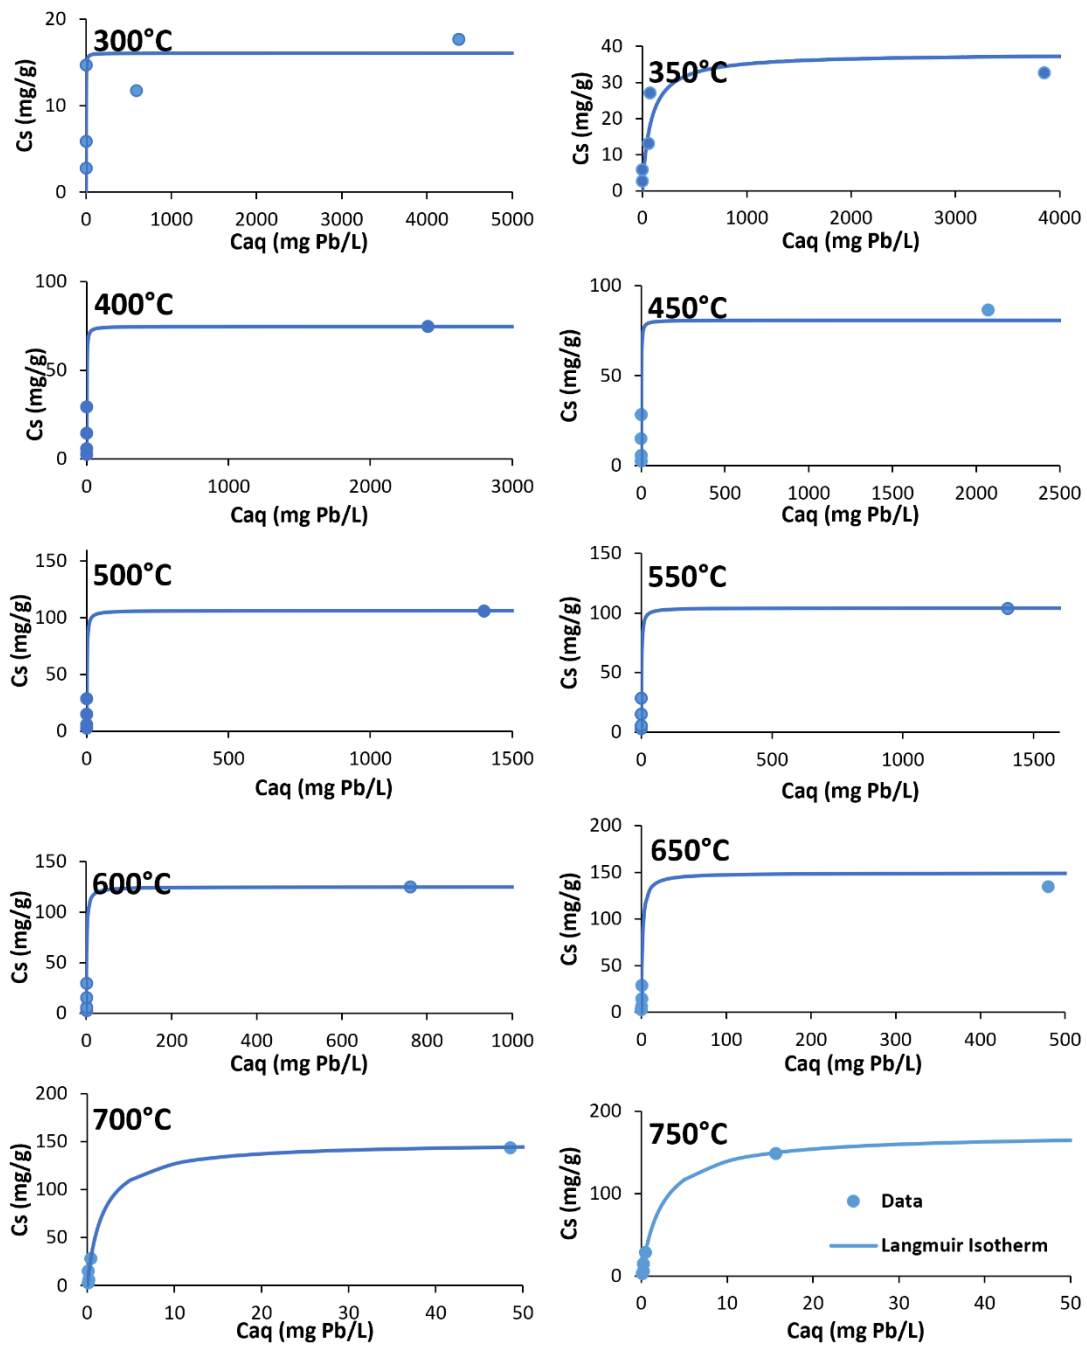 300°C
Cs (mg/g)
20
10
0
0 1000 2000 3000 4000 5000
Caq (mg Pb/L)
350°C
Cs (mg/g)
40
30
20
10
0
0 1000 2000 3000 4000
Caq (mg Pb/L)
400°C
Cs (mg/g)
100
50
0
0 1000 2000 3000
Caq (mg Pb/L)
450°C
Cs (mg/g)
100
50
0
0 500 1000 1500 2000 2500
Caq (mg Pb/L)
500°C
Cs (mg/g)
150
100
50
0
0 500 1000 1500
Caq (mg Pb/L)
550°C
Cs (mg/g)
150
100
50
0
0 500 1000 1500
Caq (mg Pb/L)
600°C
Cs (mg/g)
150
100
50
0
0 200 400 600 800 1000
Caq (mg Pb/L)
650°C
Cs (mg/g)
200
150
100
50
0
0 100 200 300 400 500
Caq (mg Pb/L)
700°C
Cs (mg/g)
200
150
100
50
0
0 10 20 30 40 50
Caq (mg Pb/L)
750°C
Cs (mg/g)
200
100
0
0 10 20 30 40 50
Caq (mg Pb/L)
Data
Langmuir Isotherm